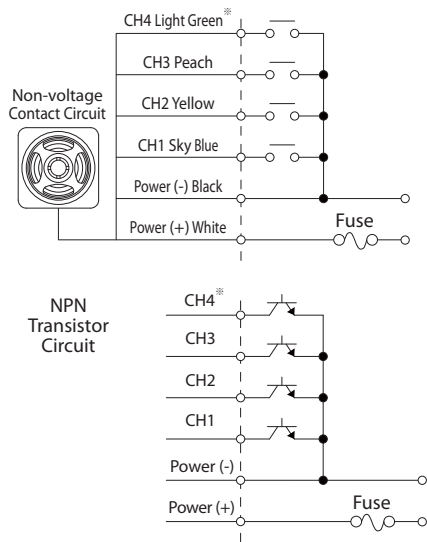 CH4 Light Green※
CH3 Peach
Non-voltage
Contact Circuit
CH2 Yellow
CH1 Sky Blue
Power (-) Black
Power (+) White
Fuse
NPN
Transistor
Circuit
CH4※
CH3
CH2
CH1
Power (-)
Power (+)
Fuse